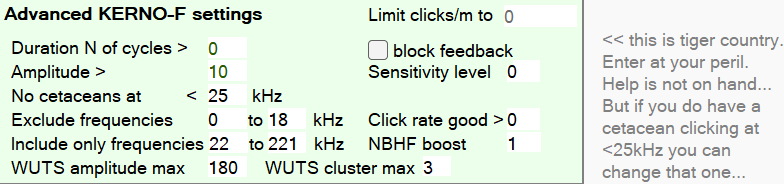 Advanced KERNO-F settings Limit clicks/m to 0
Duration N of cycles > 0 block feedback
Amplitude > 10 Sensitivity level 0
No cetaceans at < 25 kHz
Exclude frequencies 0 to 18 kHz Click rate good > 0
Include only frequencies 22 to 221 kHz NBHF boost 1
WUTS amplitude max 180 WUTS cluster max 3
<< this is tiger country.
Enter at your peril.
Help is not on hand...
But if you do have a
cetacean clicking at
<25kHz you can
change that one...